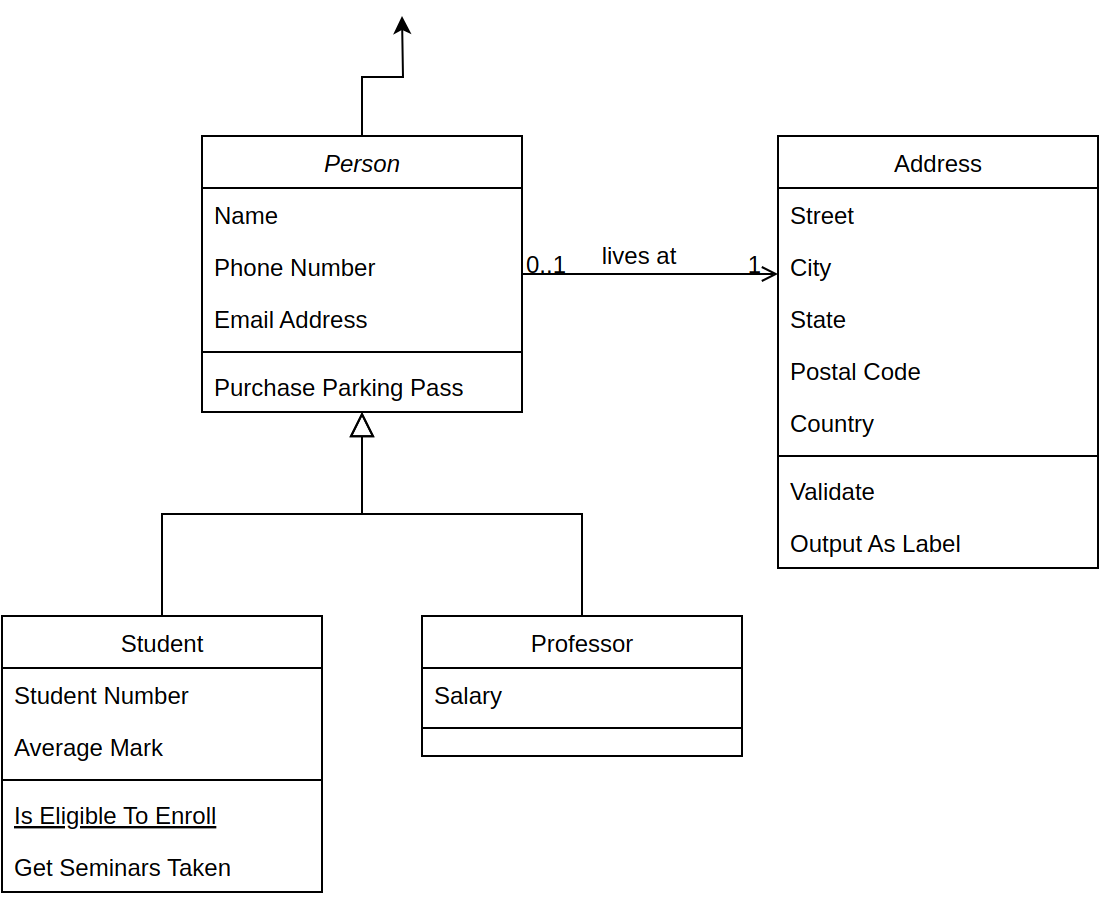 Person
Name
Phone Number
Email Address
Purchase Parking Pass
0..1
lives at
1
Address
Street
City
State
Postal Code
Country
Validate
Output As Label
Student
Student Number
Average Mark
Is Eligible To Enroll
Get Seminars Taken
Professor
Salary